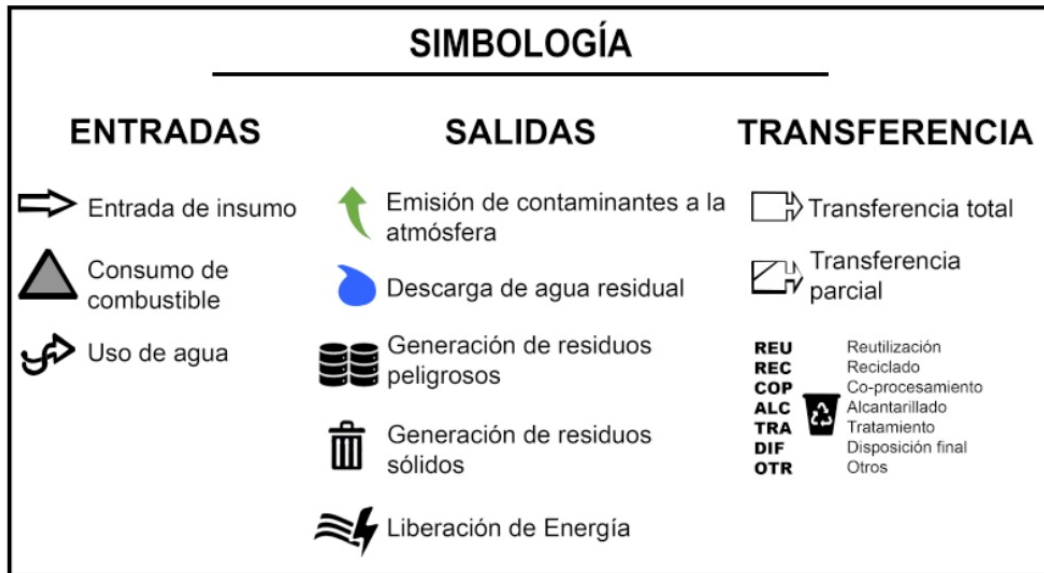 SIMBOLOGÍA
ENTRADAS
Entrada de insumo
Consumo de
combustible
Uso de agua
SALIDAS
Emisión de contaminantes a la
atmósfera
Descarga de agua residual
Generación de residuos
peligrosos
Generación de residuos
sólidos
Liberación de Energía
TRANSFERENCIA
Transferencia total
Transferencia
parcial
REU Reutilización
REC Reciclado
COP Co-procesamiento
ALC Alcantarillado
TRA Tratamiento
DIF Disposición final
OTR Otros